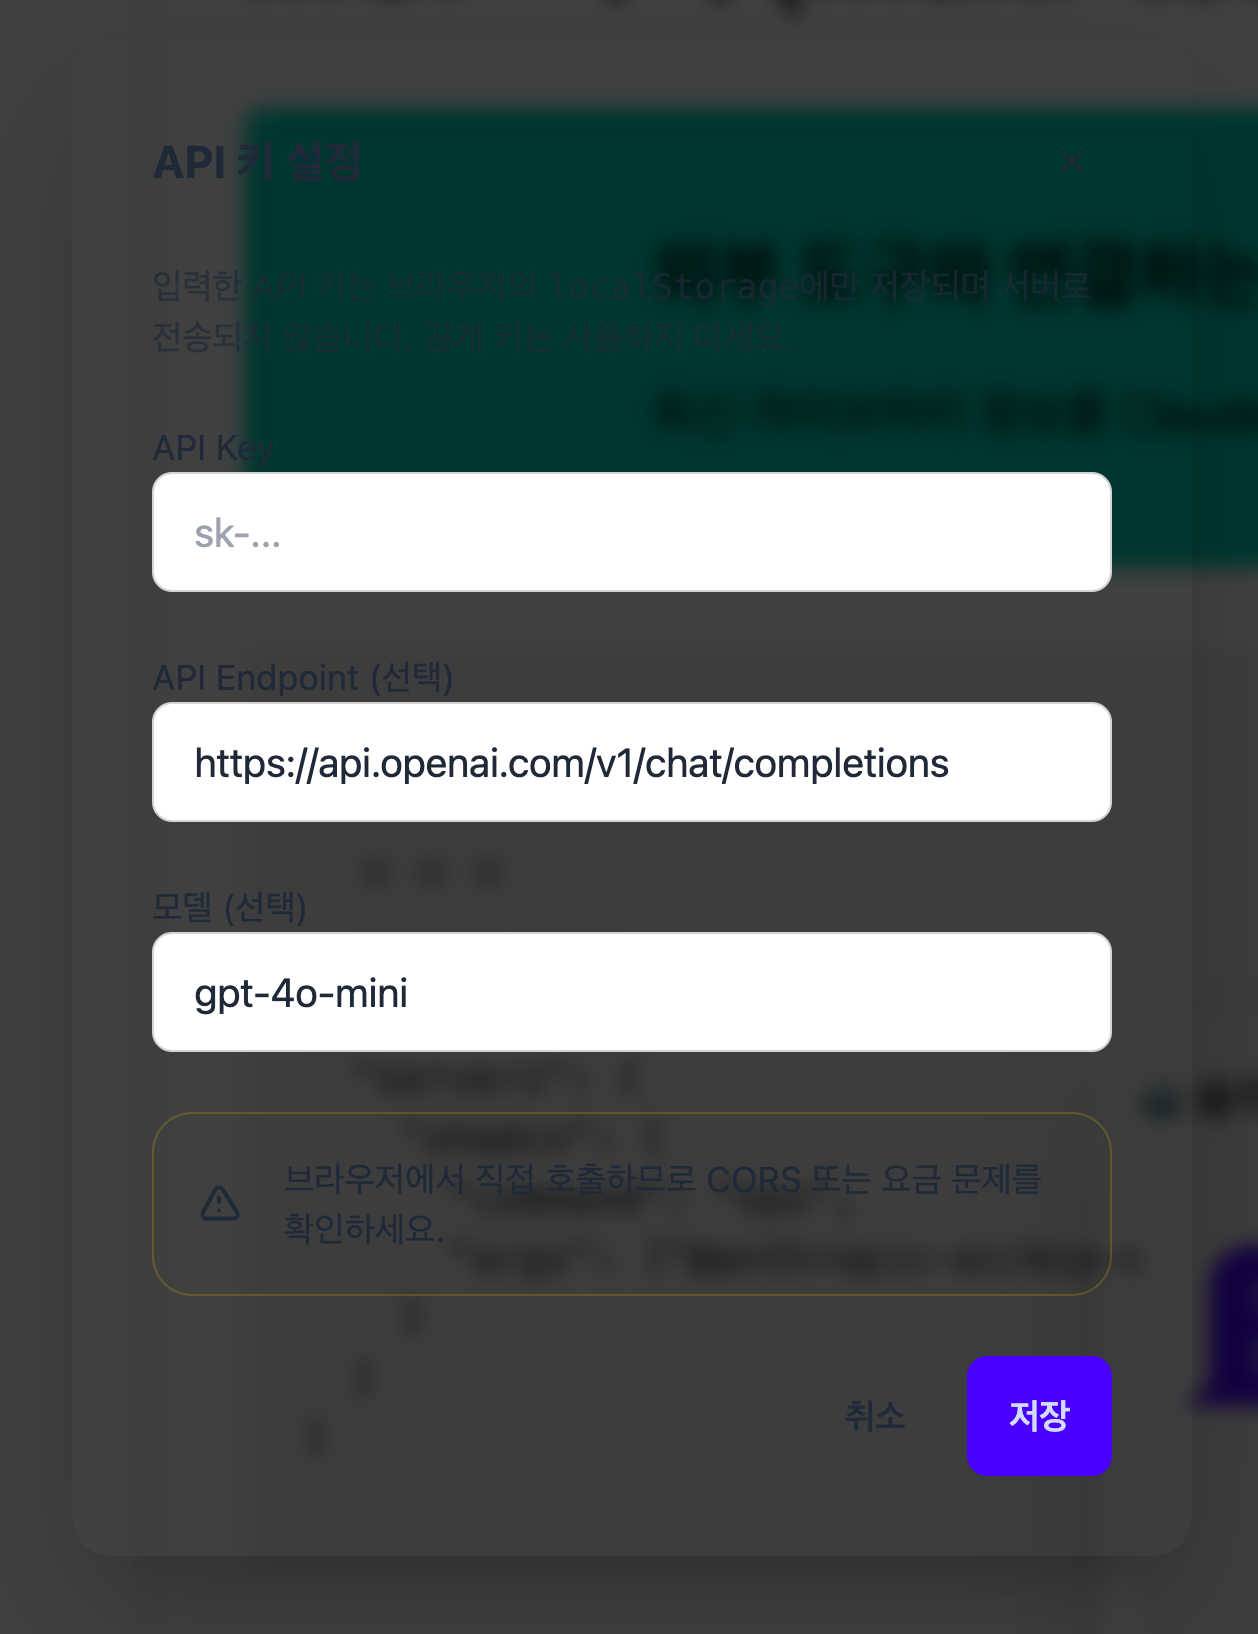 API 키 설정
입력한 API 키는 브라우저의 localStorage에만 저장되며 서버로
전송되지 않습니다. 공개 키는 사용하지 마세요.
API Key
sk-...
API Endpoint (선택)
https://api.openai.com/v1/chat/completions
모델 (선택)
gpt-4o-mini
"servers": {
브라우저에서 직접 호출하므로 CORS 또는 요금 문제를
확인하세요.
취소
저장